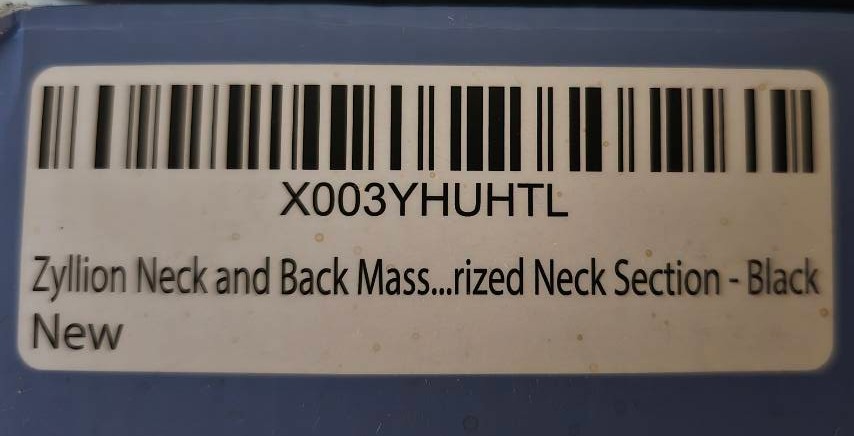 X003YHUHTL
Zyllion Neck and Back Mass...rized Neck Section - Black
New